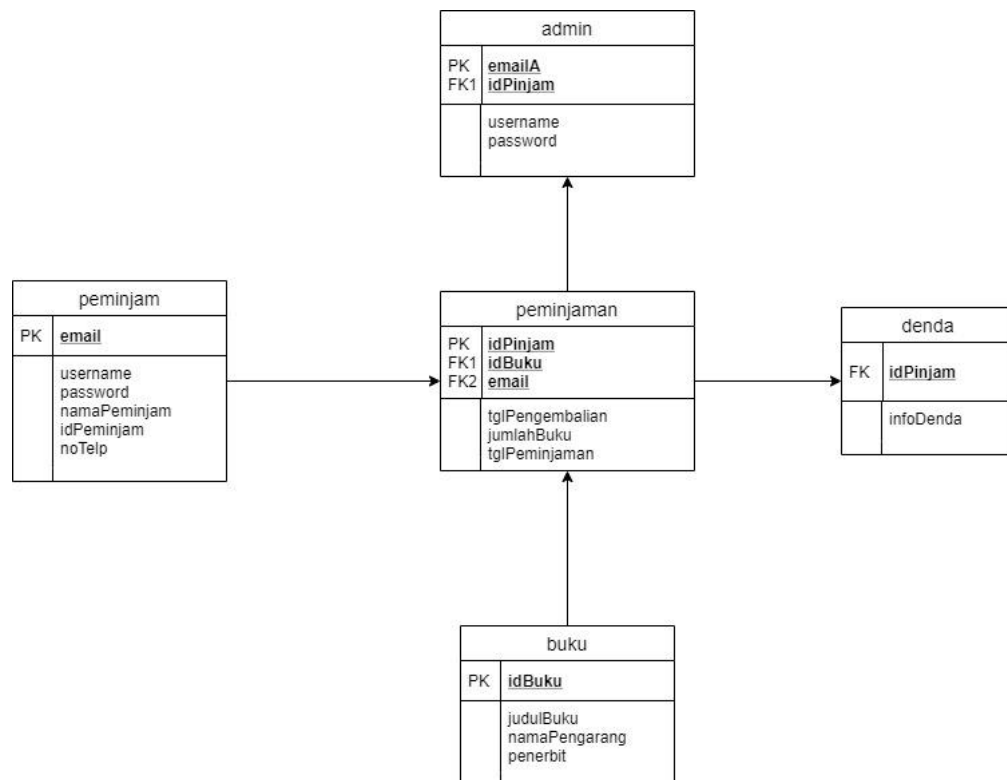 admin
PK emailA
FK1 idPinjam
username
password
peminjam
PK email
username
password
namaPeminjam
idPeminjam
noTelp
peminjaman
PK idPinjam
FK1 idBuku
FK2 email
tglPengembalian
jumlahBuku
tglPeminjaman
denda
FK idPinjam
infoDenda
buku
PK idBuku
judulBuku
namaPengarang
penerbit